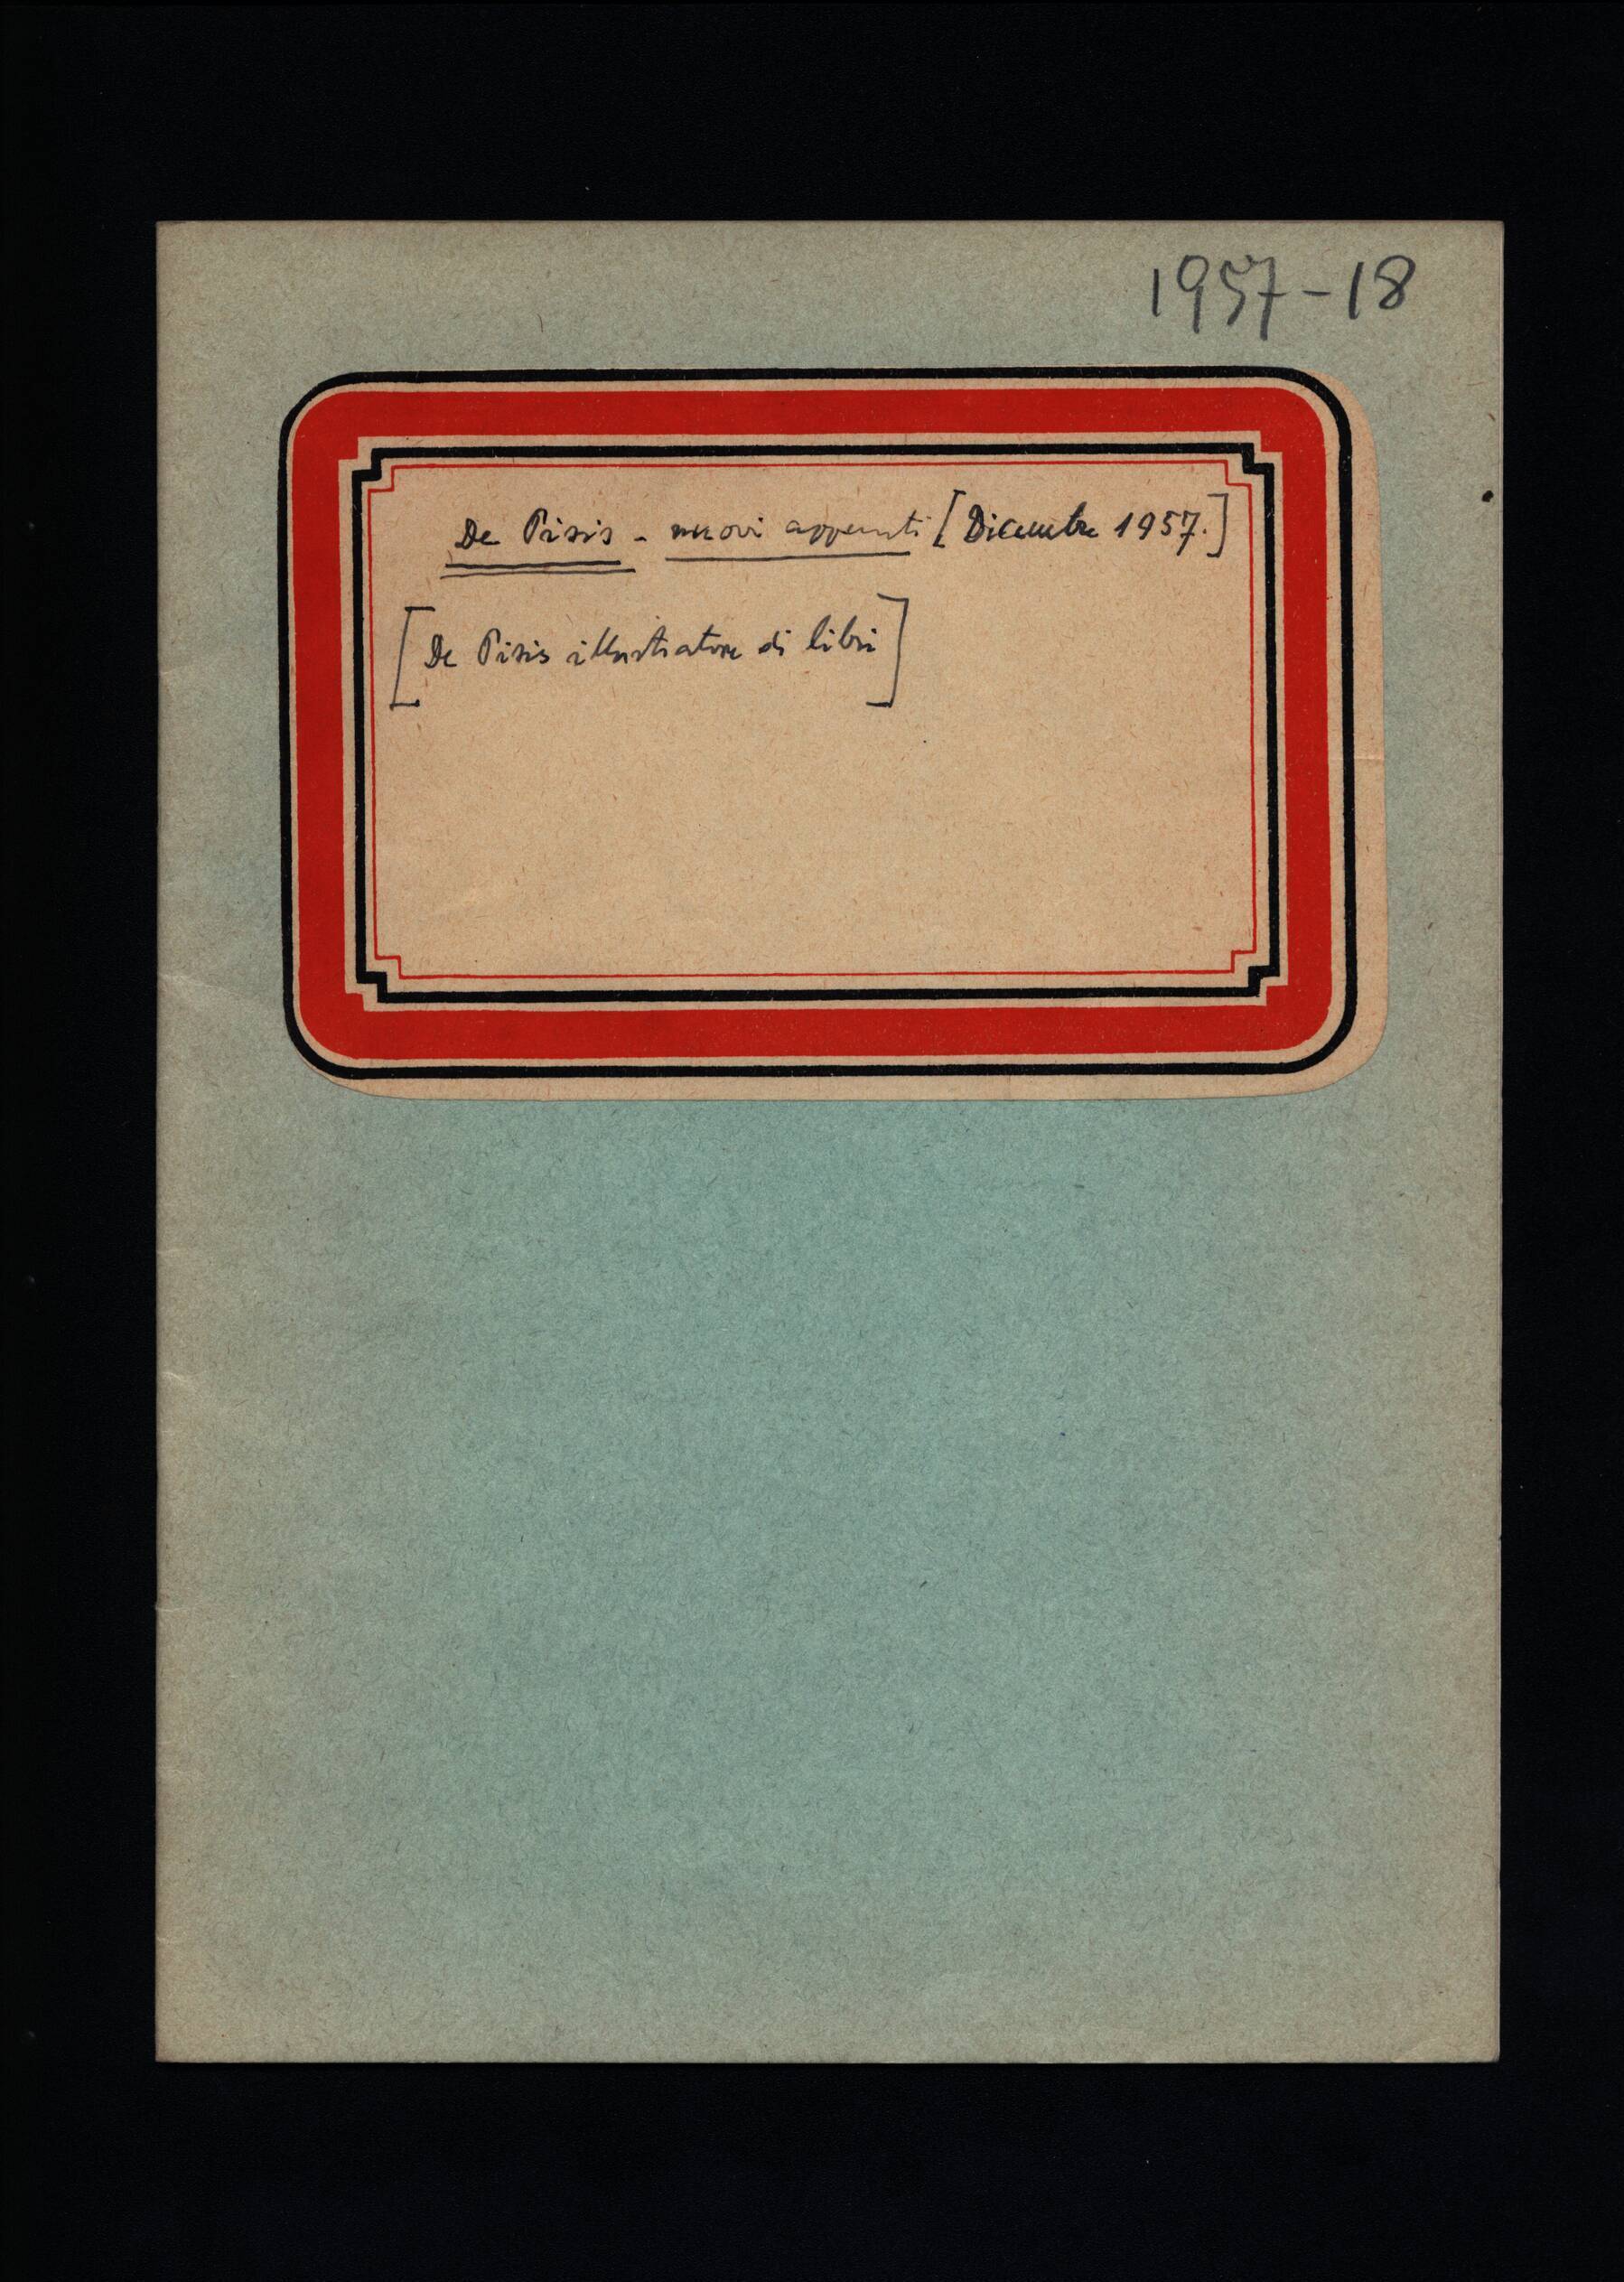 1957-18
De Pisis - nuovi appunti [Dicembre 1957.]
[De Pisis illustratore di libri]